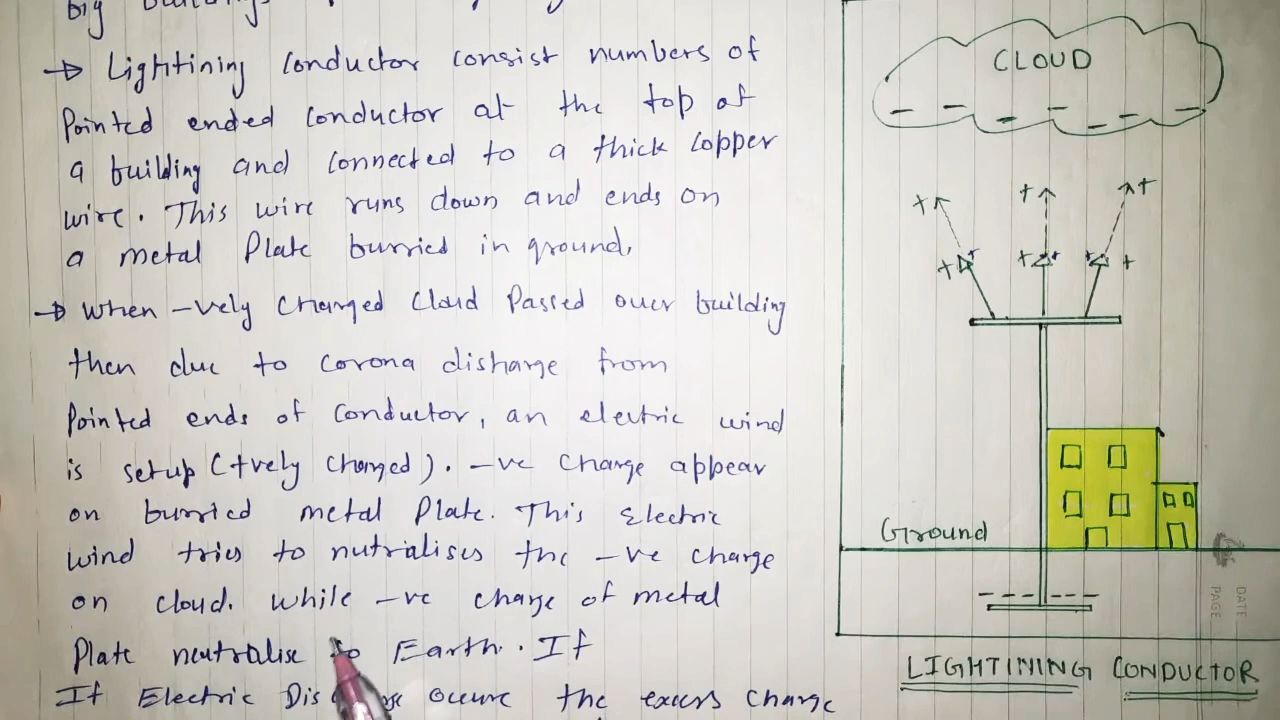 big
→ Lightining Conductor consist numbers of
Pointed ended Conductor at the top of
a building and Connected to a thick Copper
wire. This wire runs down and ends on
a metal Plate burried in ground.
→ When -vely Charged Cloud Passed over building
then due to corona disharge from
Pointed ends of Conductor, an electric wind
is setup (+vely Charged). -ve Charge appear
on burried metal Plate. This Electric
wind tries to nutralises the -ve charge
on cloud. while -ve charge of metal
Plate neutralise to Earth. If
If Electric occure the excess Charge
CLOUD
+ + +
+ + + + + +
Ground
LIGHTINING CONDUCTOR
DATE
PAGE